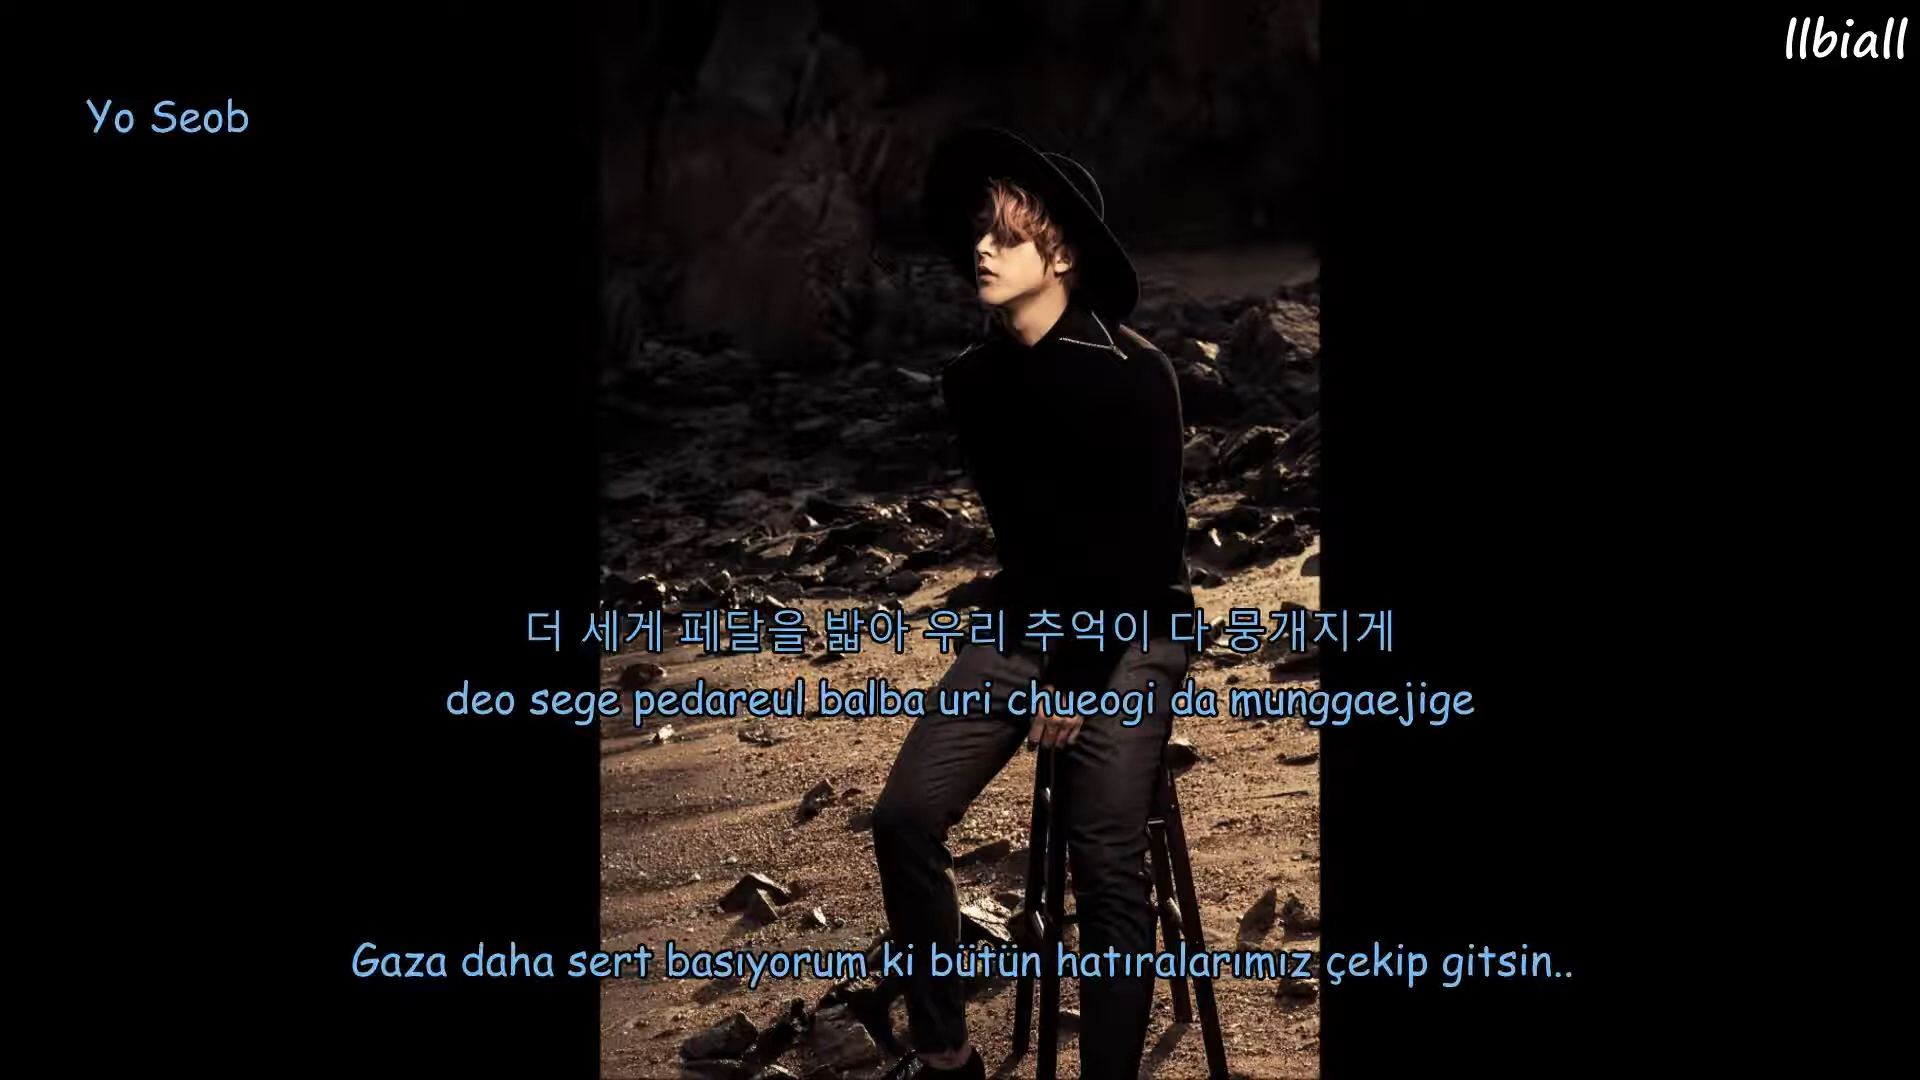 llbiall
Yo Seob
더 세게 페달을 밟아 우리 추억이 다 뭉개지게
deo sege pedareul balba uri chueogi da munggaejige
Gaza daha sert basıyorum ki bütün hatıralarımız çekip gitsin..